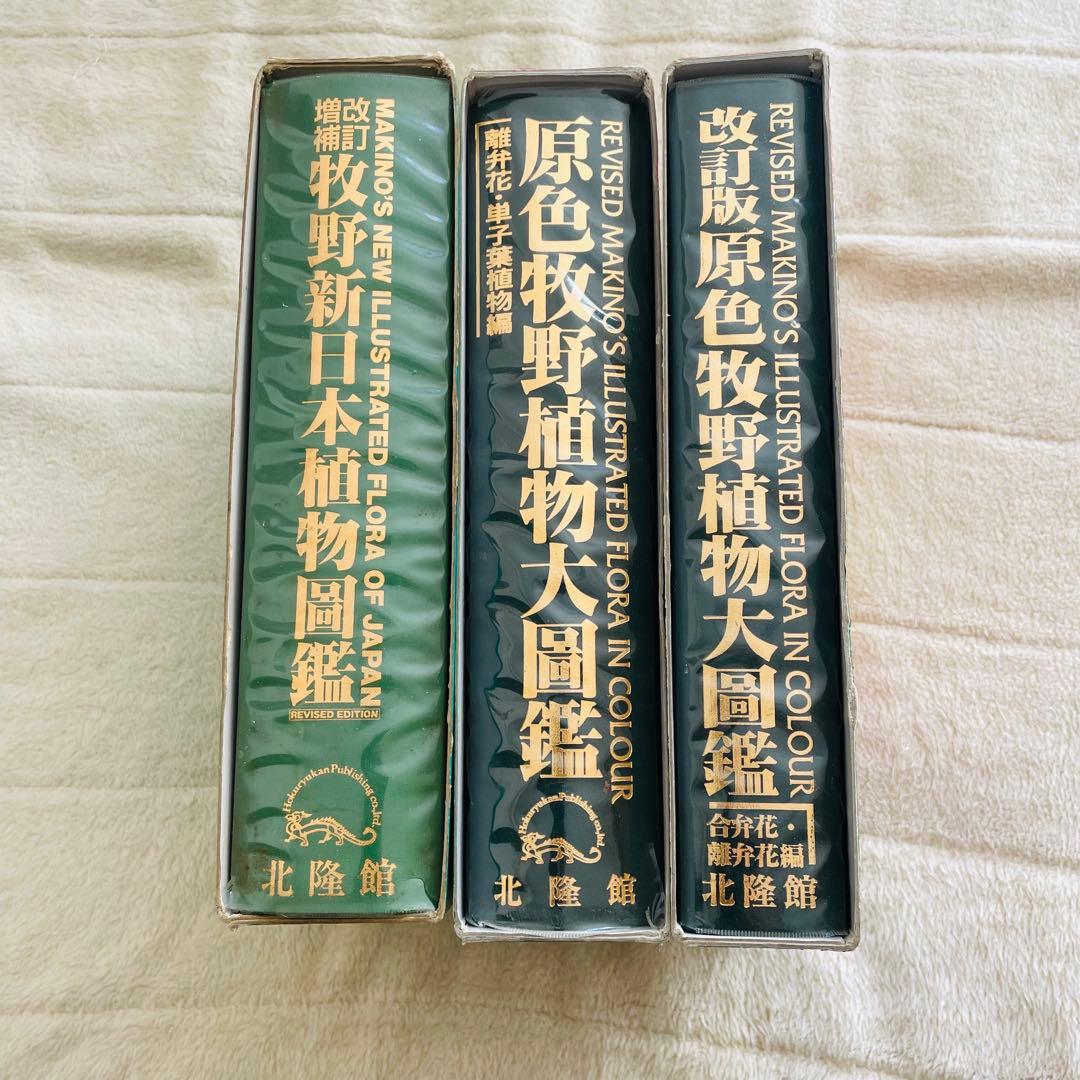 改訂
増補
牧野新日本植物圖鑑
MAKINO'S NEW ILLUSTRATED FLORA OF JAPAN
REVISED EDITION
Hokuryukan Publishing co., ltd.
北隆館
REVISED MAKINO'S ILLUSTRATED FLORA IN COLOUR
原色牧野植物大圖鑑
離弁花・単子葉植物編
Hokuryukan Publishing co., ltd.
北隆館
REVISED MAKINO'S ILLUSTRATED FLORA IN COLOUR
改訂版原色牧野植物大圖鑑
合弁花・
離弁花編
北隆館